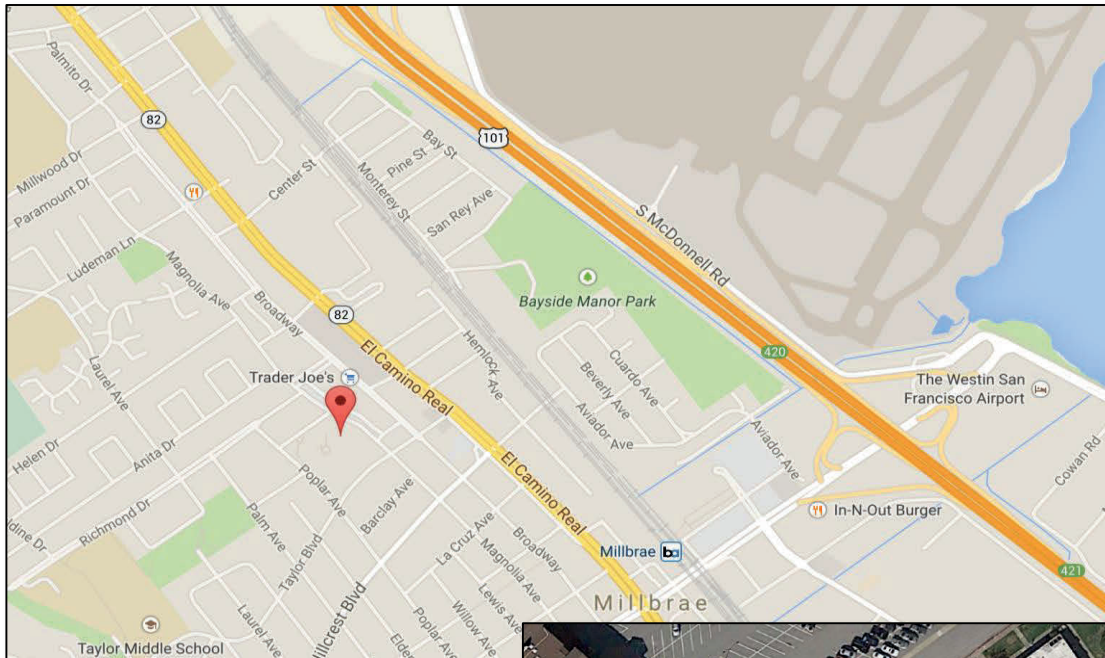 Palmito Dr
82
Millwood Dr
Paramount Dr
Ludeman Ln
Center St
Bay St
Pine St
Monterey St
San Rey Ave
101
S McDonnell Rd
Bayside Manor Park
Magnolia Ave
Broadway
82
El Camino Real
Hemlock Ave
Cuardo Ave
Beverly Ave
Aviador Ave
420
The Westin San
Francisco Airport
Trader Joe's
Laurel Ave
Helen Dr
Anita Dr
Richmond Dr
Poplar Ave
Barclay Ave
El Camino Real
Aviador Ave
Cowan Rd
In-N-Out Burger
Palm Ave
Taylor Blvd
La Cruz Ave
Broadway
Magnolia Ave
Millbrae
ba
421
Millbrae
Hillcrest Blvd
Laurel Ave
Lewis Ave
Willow Ave
Poplar Ave
Taylor Middle School